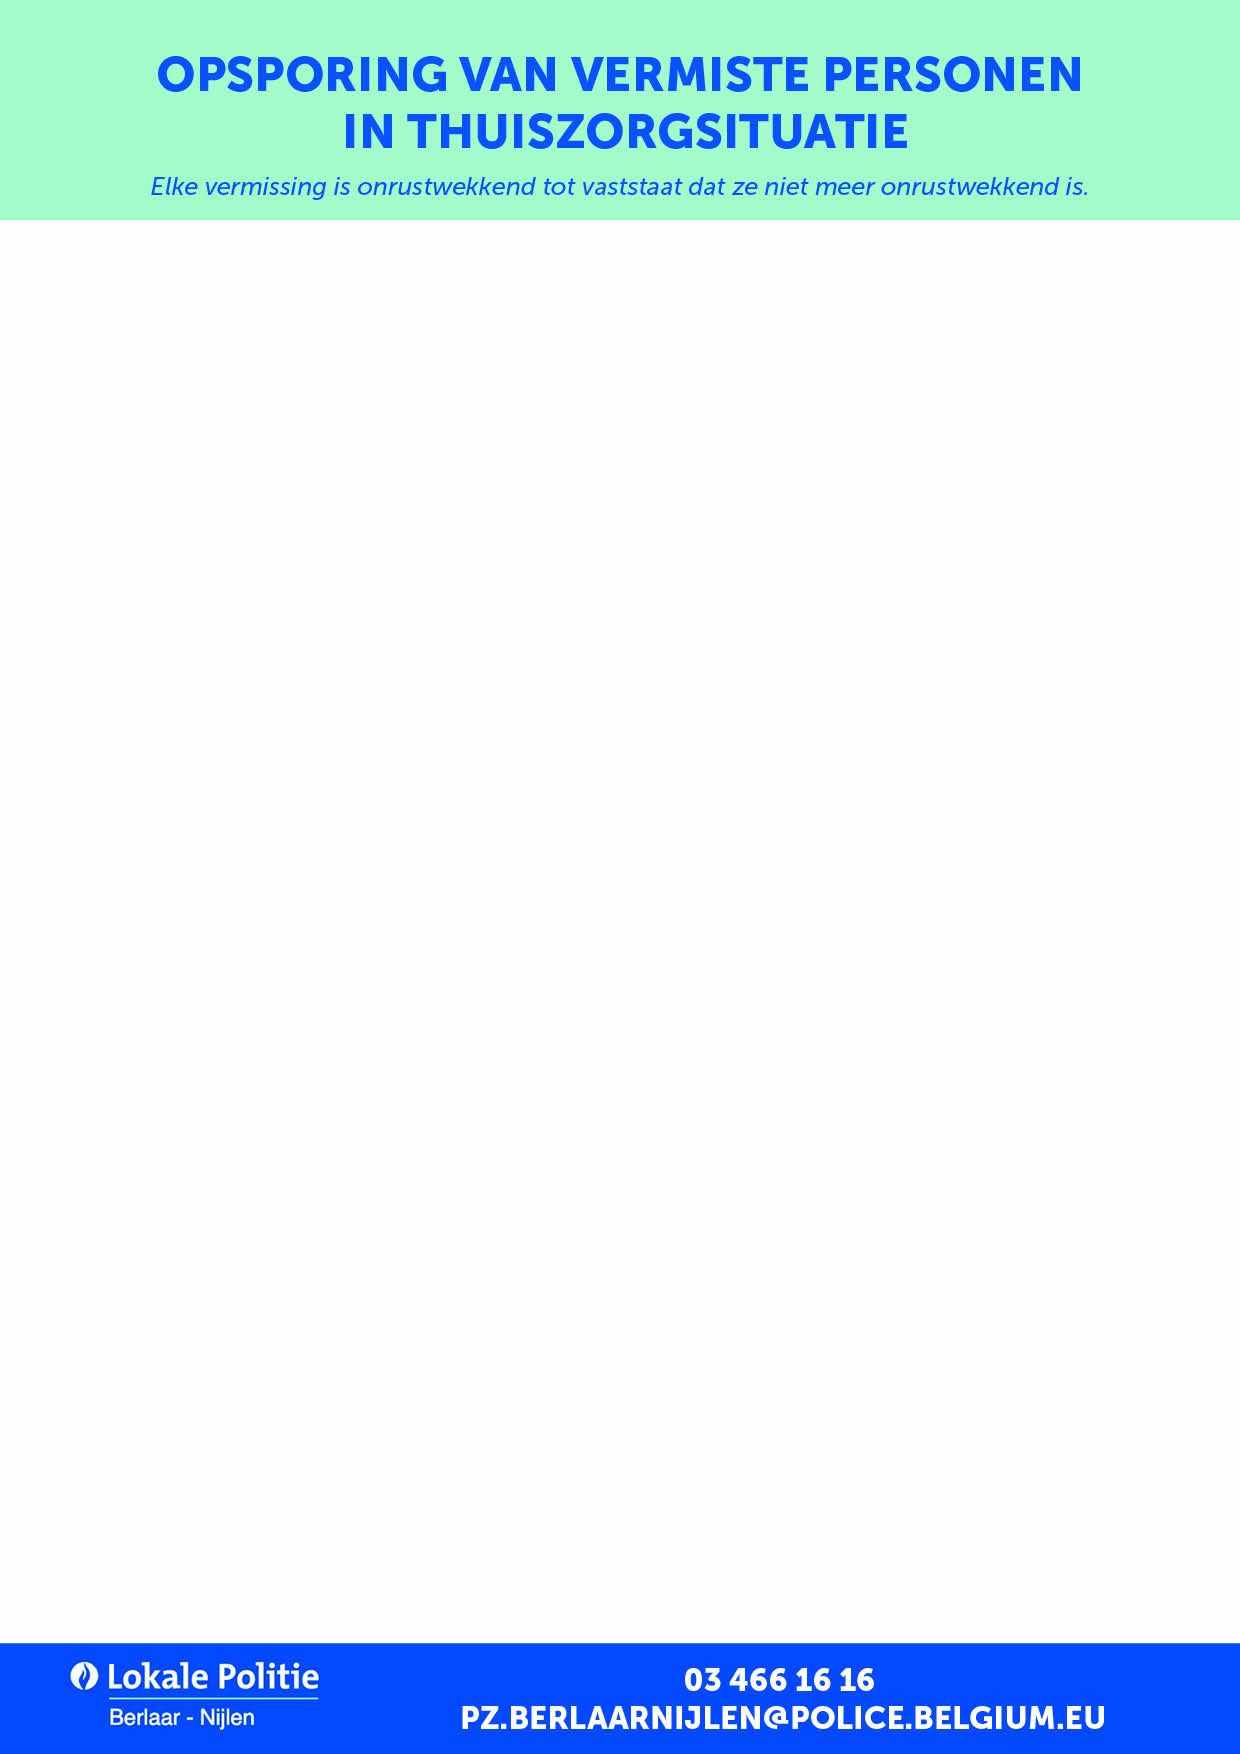 OPSPORING VAN VERMISTE PERSONEN
IN THUISZORGSITUATIE
Elke vermissing is onrustwekkend tot vaststaat dat ze niet meer onrustwekkend is.
Lokale Politie
Berlaar - Nijlen
03 466 16 16
PZ.BERLAARNIJLEN@POLICE.BELGIUM.EU